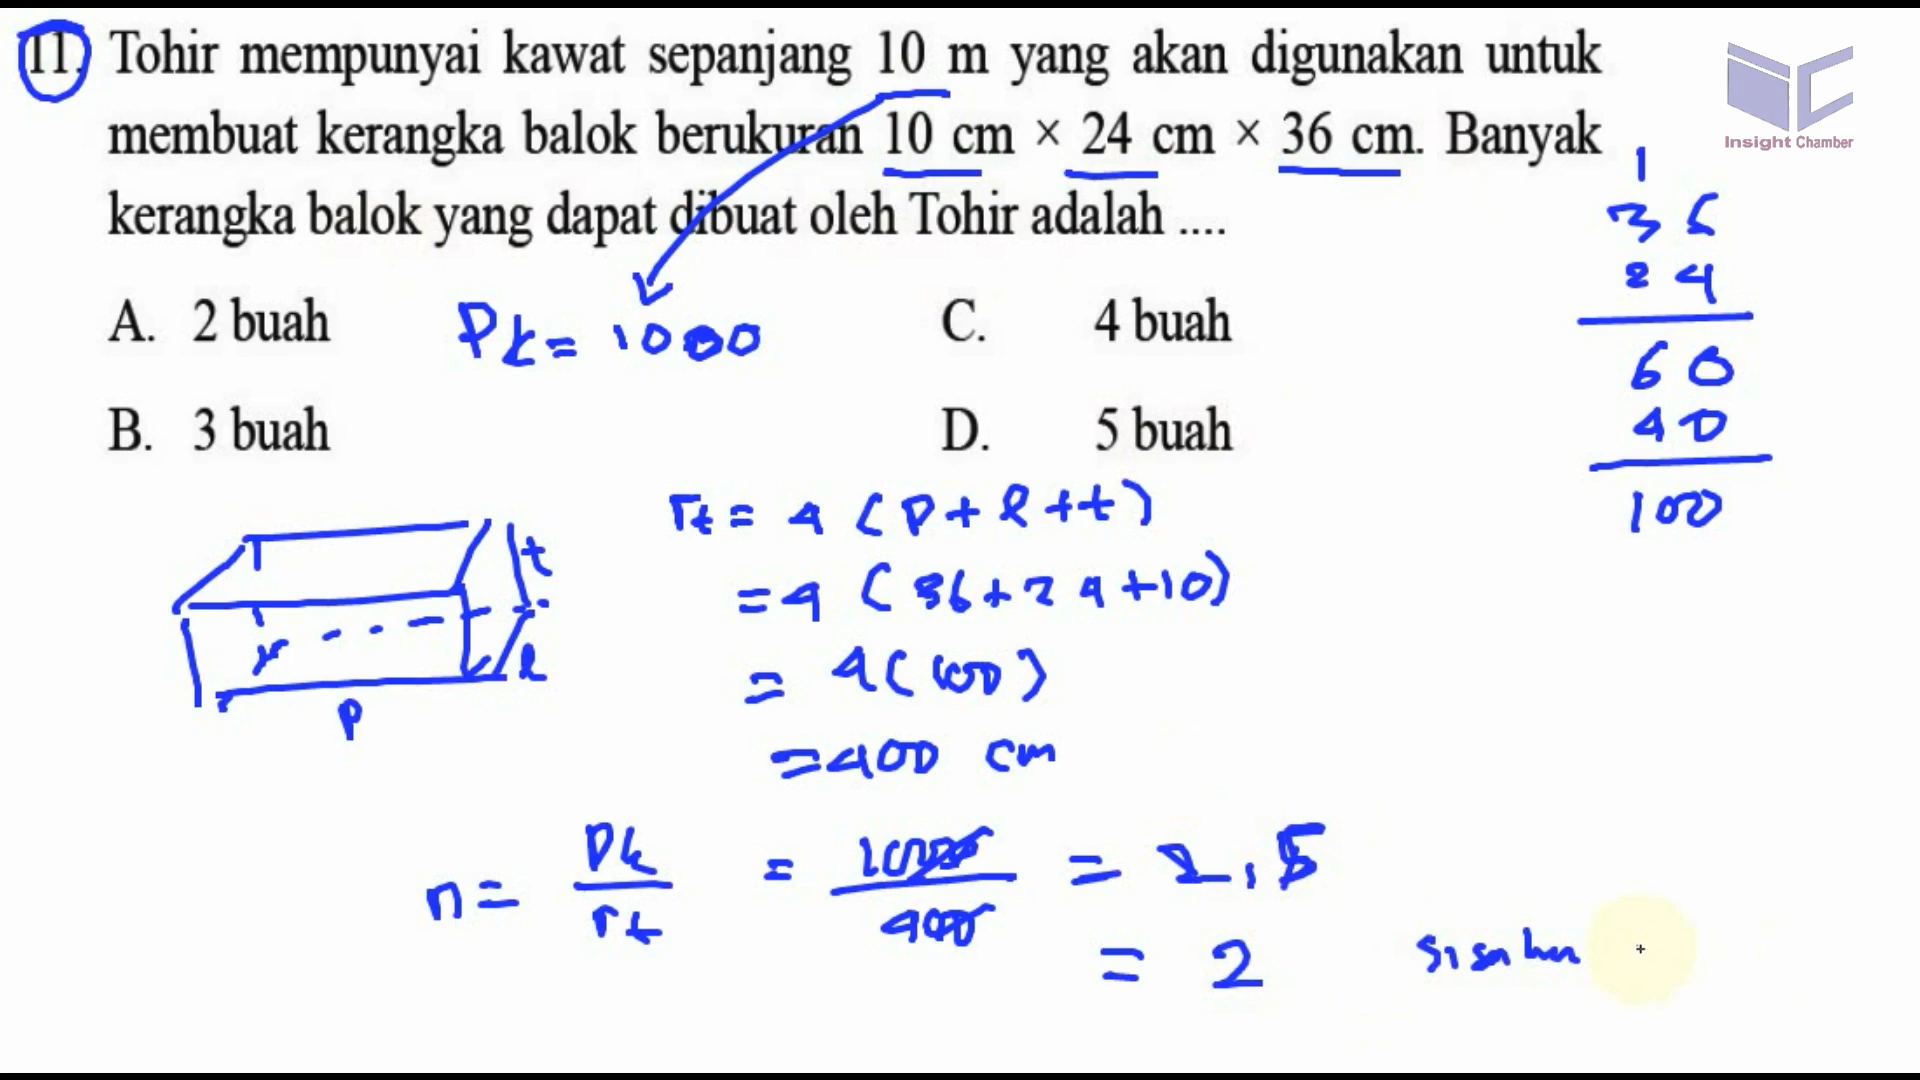 11. Tohir mempunyai kawat sepanjang 10 m yang akan digunakan untuk
membuat kerangka balok berukuran 10 cm × 24 cm × 36 cm. Banyak
kerangka balok yang dapat dibuat oleh Tohir adalah ....
A. 2 buah
C. 4 buah
B. 3 buah
D. 5 buah
Insight Chamber
Pk = 1000
1
36
24
60
40
100
t
l
p
rt = 4 (p + l + t)
= 4 (36 + 24 + 10)
= 4 (100)
= 400 cm
n = Pk / rt = 1000 / 400 = 2,5
= 2